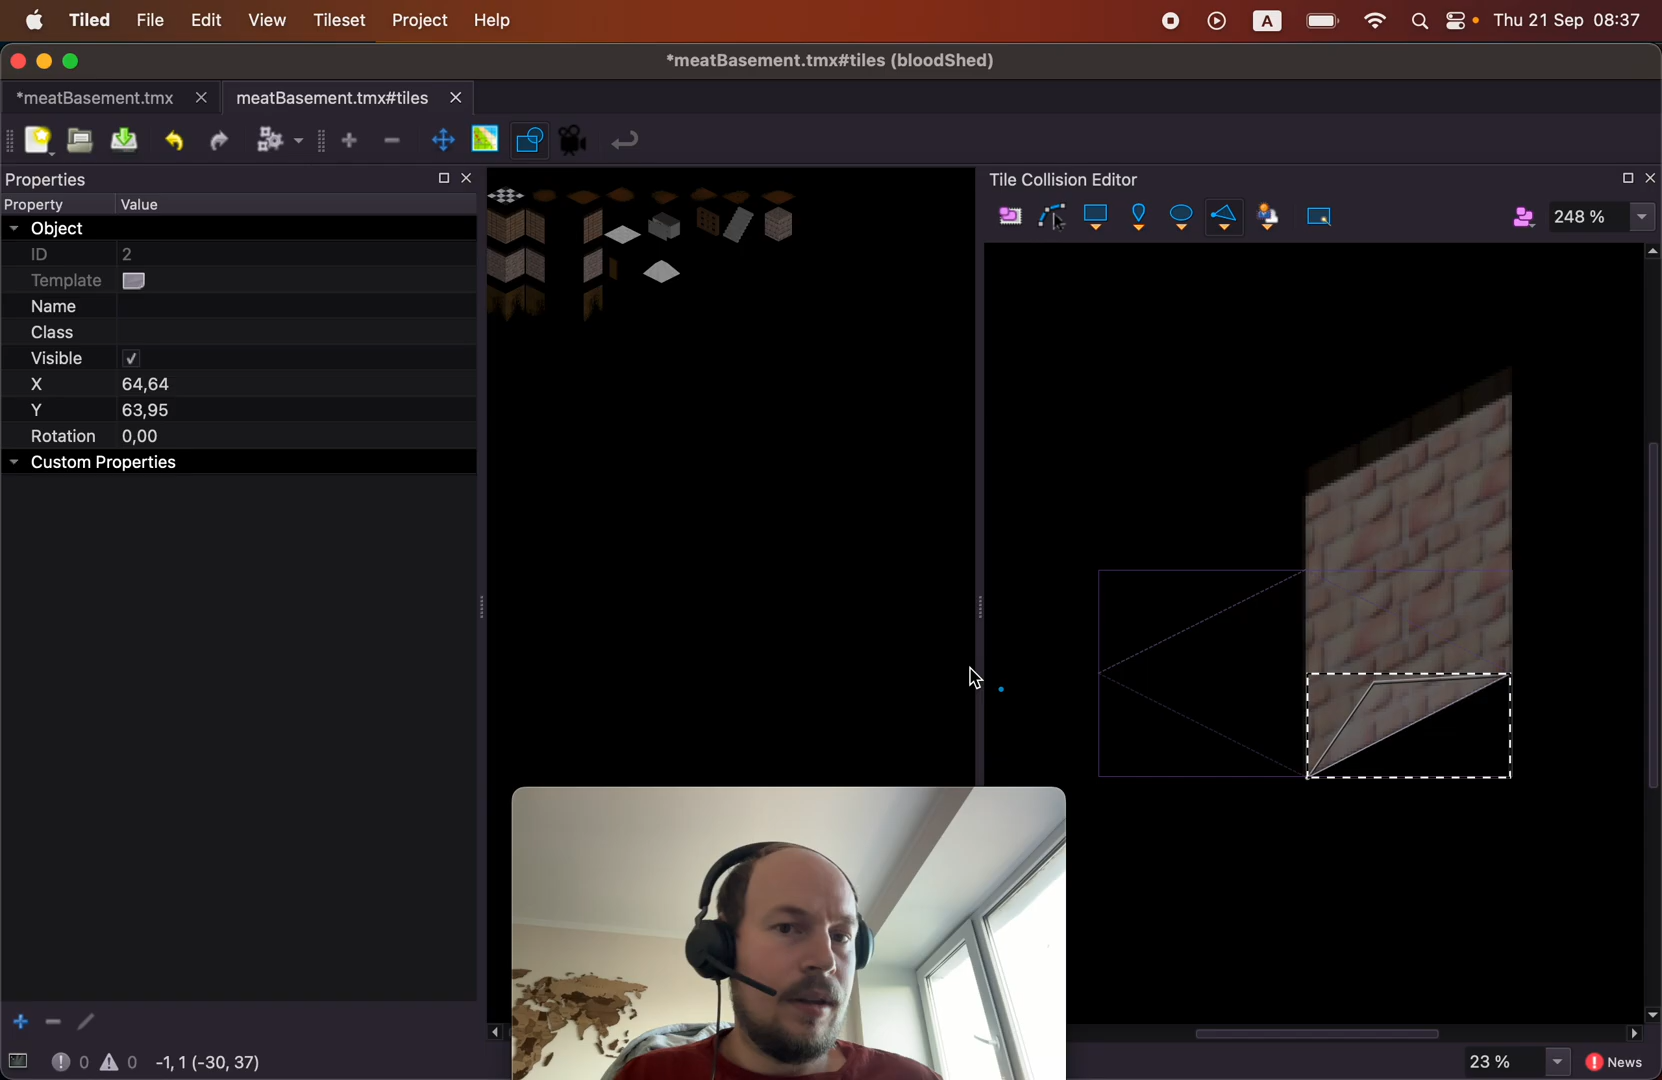 Tiled File Edit View Tileset Project Help A Thu 21 Sep 08:37
*meatBasement.tmx#tiles (bloodShed)
*meatBasement.tmx meatBasement.tmx#tiles
Properties
Tile Collision Editor
Property Value
248 %
Object
ID 2
Template
Name
Class
Visible
X 64,64
Y 63,95
Rotation 0,00
Custom Properties
0 0 -1, 1 (-30, 37)
23 % News